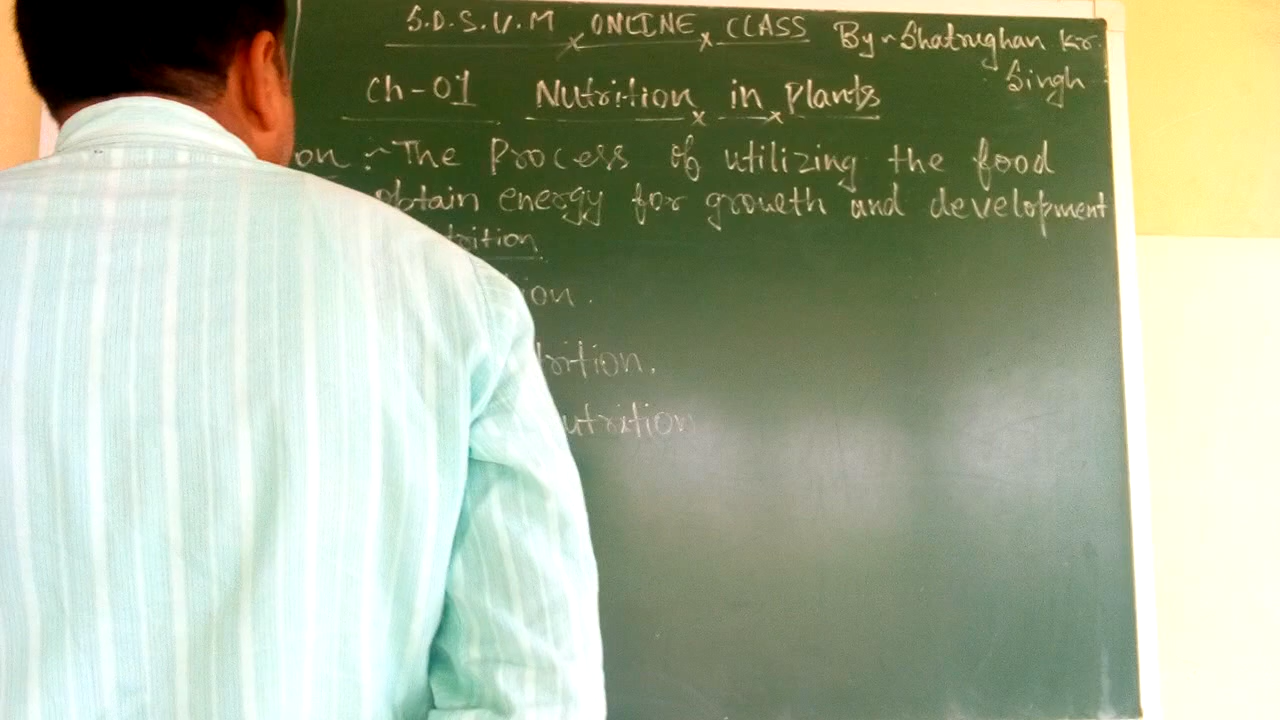 S.D.S.V.M × ONLINE × CLASS By ~ Shatrughan Kr. Singh
Ch-01 Nutrition × in × Plants
on :~ The Process of utilizing the food
obtain energy for growth and development
trition
ion.
trition.
utrition